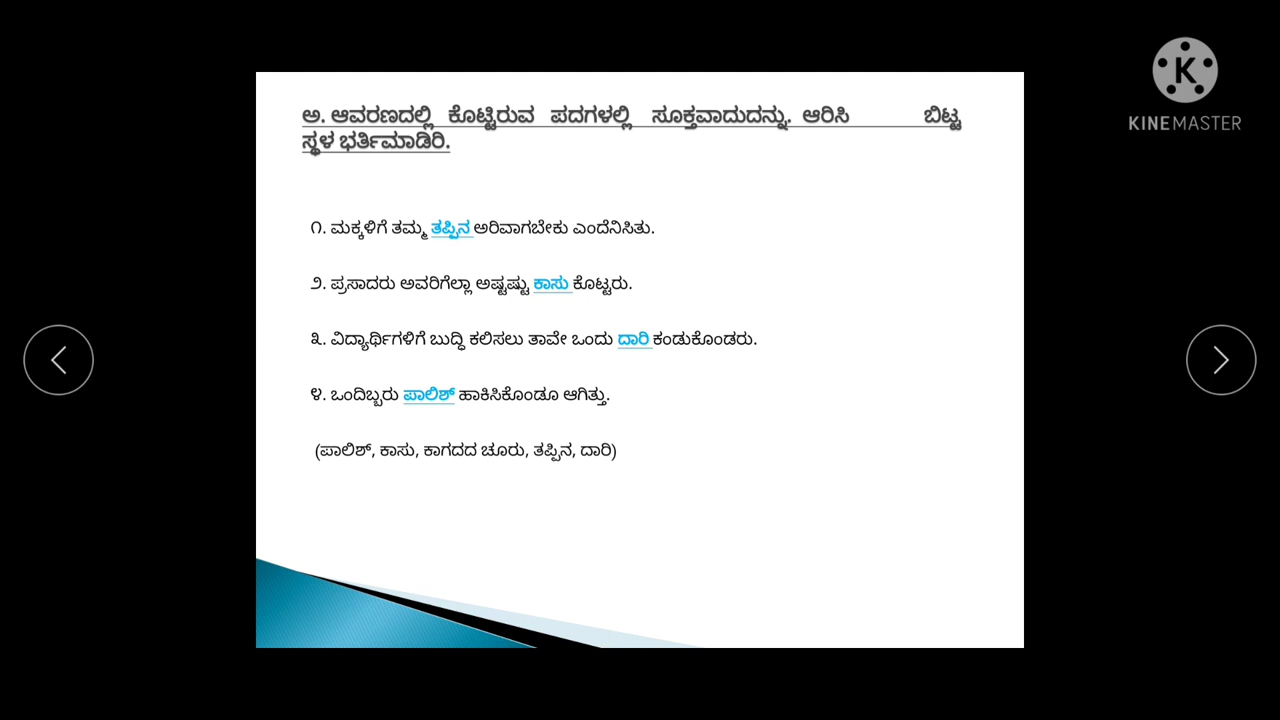 ಅ. ಆವರಣದಲ್ಲಿ ಕೊಟ್ಟಿರುವ ಪದಗಳಲ್ಲಿ ಸೂಕ್ತವಾದುದನ್ನು. ಆರಿಸಿ ಬಿಟ್ಟ
ಸ್ಥಳ ಭರ್ತಿಮಾಡಿರಿ.
೧. ಮಕ್ಕಳಿಗೆ ತಮ್ಮ ತಪ್ಪಿನ ಅರಿವಾಗಬೇಕು ಎಂದೆನಿಸಿತು.
೨. ಪ್ರಸಾದರು ಅವರಿಗೆಲ್ಲಾ ಅಷ್ಟಷ್ಟು ಕಾಸು ಕೊಟ್ಟರು.
೩. ವಿದ್ಯಾರ್ಥಿಗಳಿಗೆ ಬುದ್ಧಿ ಕಲಿಸಲು ತಾವೇ ಒಂದು ದಾರಿ ಕಂಡುಕೊಂಡರು.
೪. ಒಂದಿಬ್ಬರು ಪಾಲಿಶ್ ಹಾಕಿಸಿಕೊಂಡೂ ಆಗಿತ್ತು.
(ಪಾಲಿಶ್, ಕಾಸು, ಕಾಗದದ ಚೂರು, ತಪ್ಪಿನ, ದಾರಿ)
K
KINEMASTER